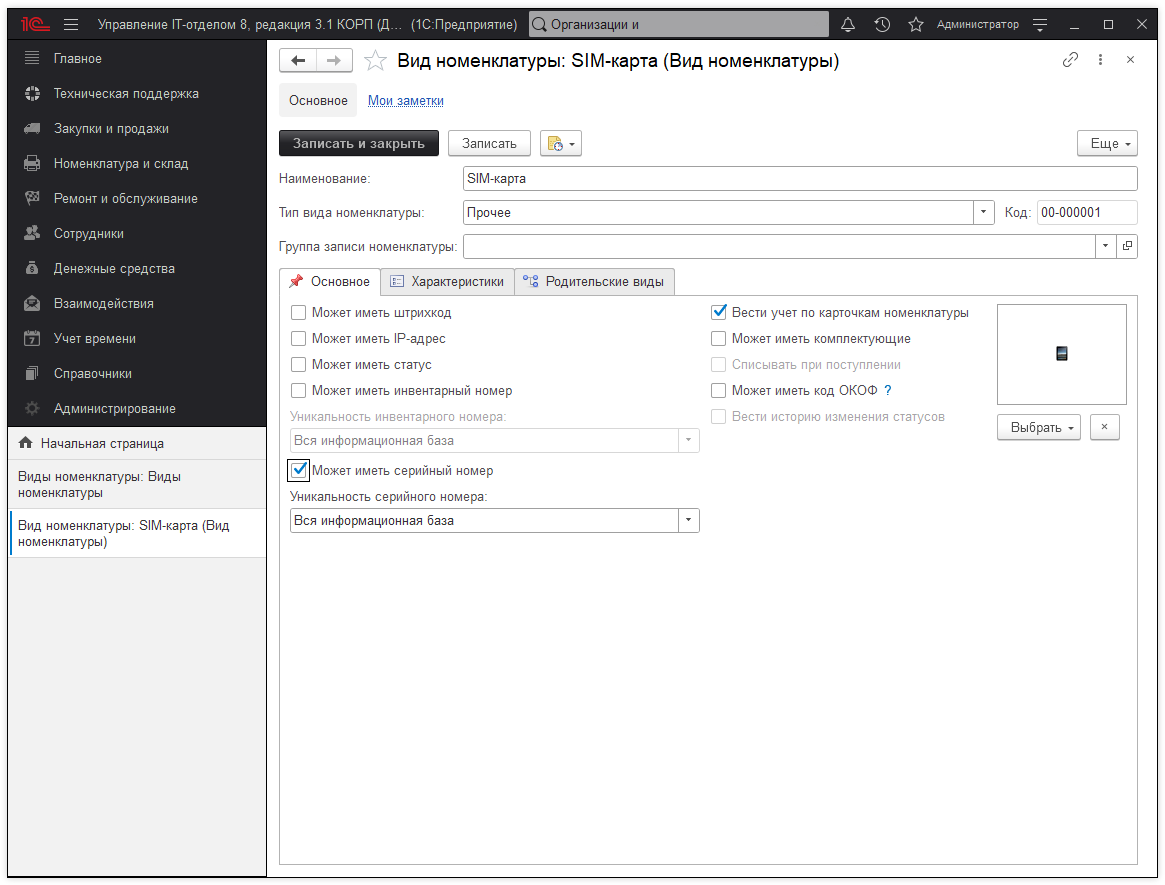 1С Управление IT-отделом 8, редакция 3.1 КОРП (Д... (1С:Предприятие) Организации и Администратор
Главное
Техническая поддержка
Закупки и продажи
Номенклатура и склад
Ремонт и обслуживание
Сотрудники
Денежные средства
Взаимодействия
7 Учет времени
Справочники
Администрирование
Начальная страница
Виды номенклатуры: Виды
номенклатуры
Вид номенклатуры: SIM-карта (Вид
номенклатуры)
Вид номенклатуры: SIM-карта (Вид номенклатуры)
Основное Мои заметки
Записать и закрыть Записать Еще
Наименование: SIM-карта
Тип вида номенклатуры: Прочее Код: 00-000001
Группа записи номенклатуры:
Основное Характеристики Родительские виды
Может иметь штрихкод
Может иметь IP-адрес
Может иметь статус
Может иметь инвентарный номер
Уникальность инвентарного номера:
Вся информационная база
Может иметь серийный номер
Уникальность серийного номера:
Вся информационная база
Вести учет по карточкам номенклатуры
Может иметь комплектующие
Списывать при поступлении
Может иметь код ОКОФ ?
Вести историю изменения статусов
Выбрать ×